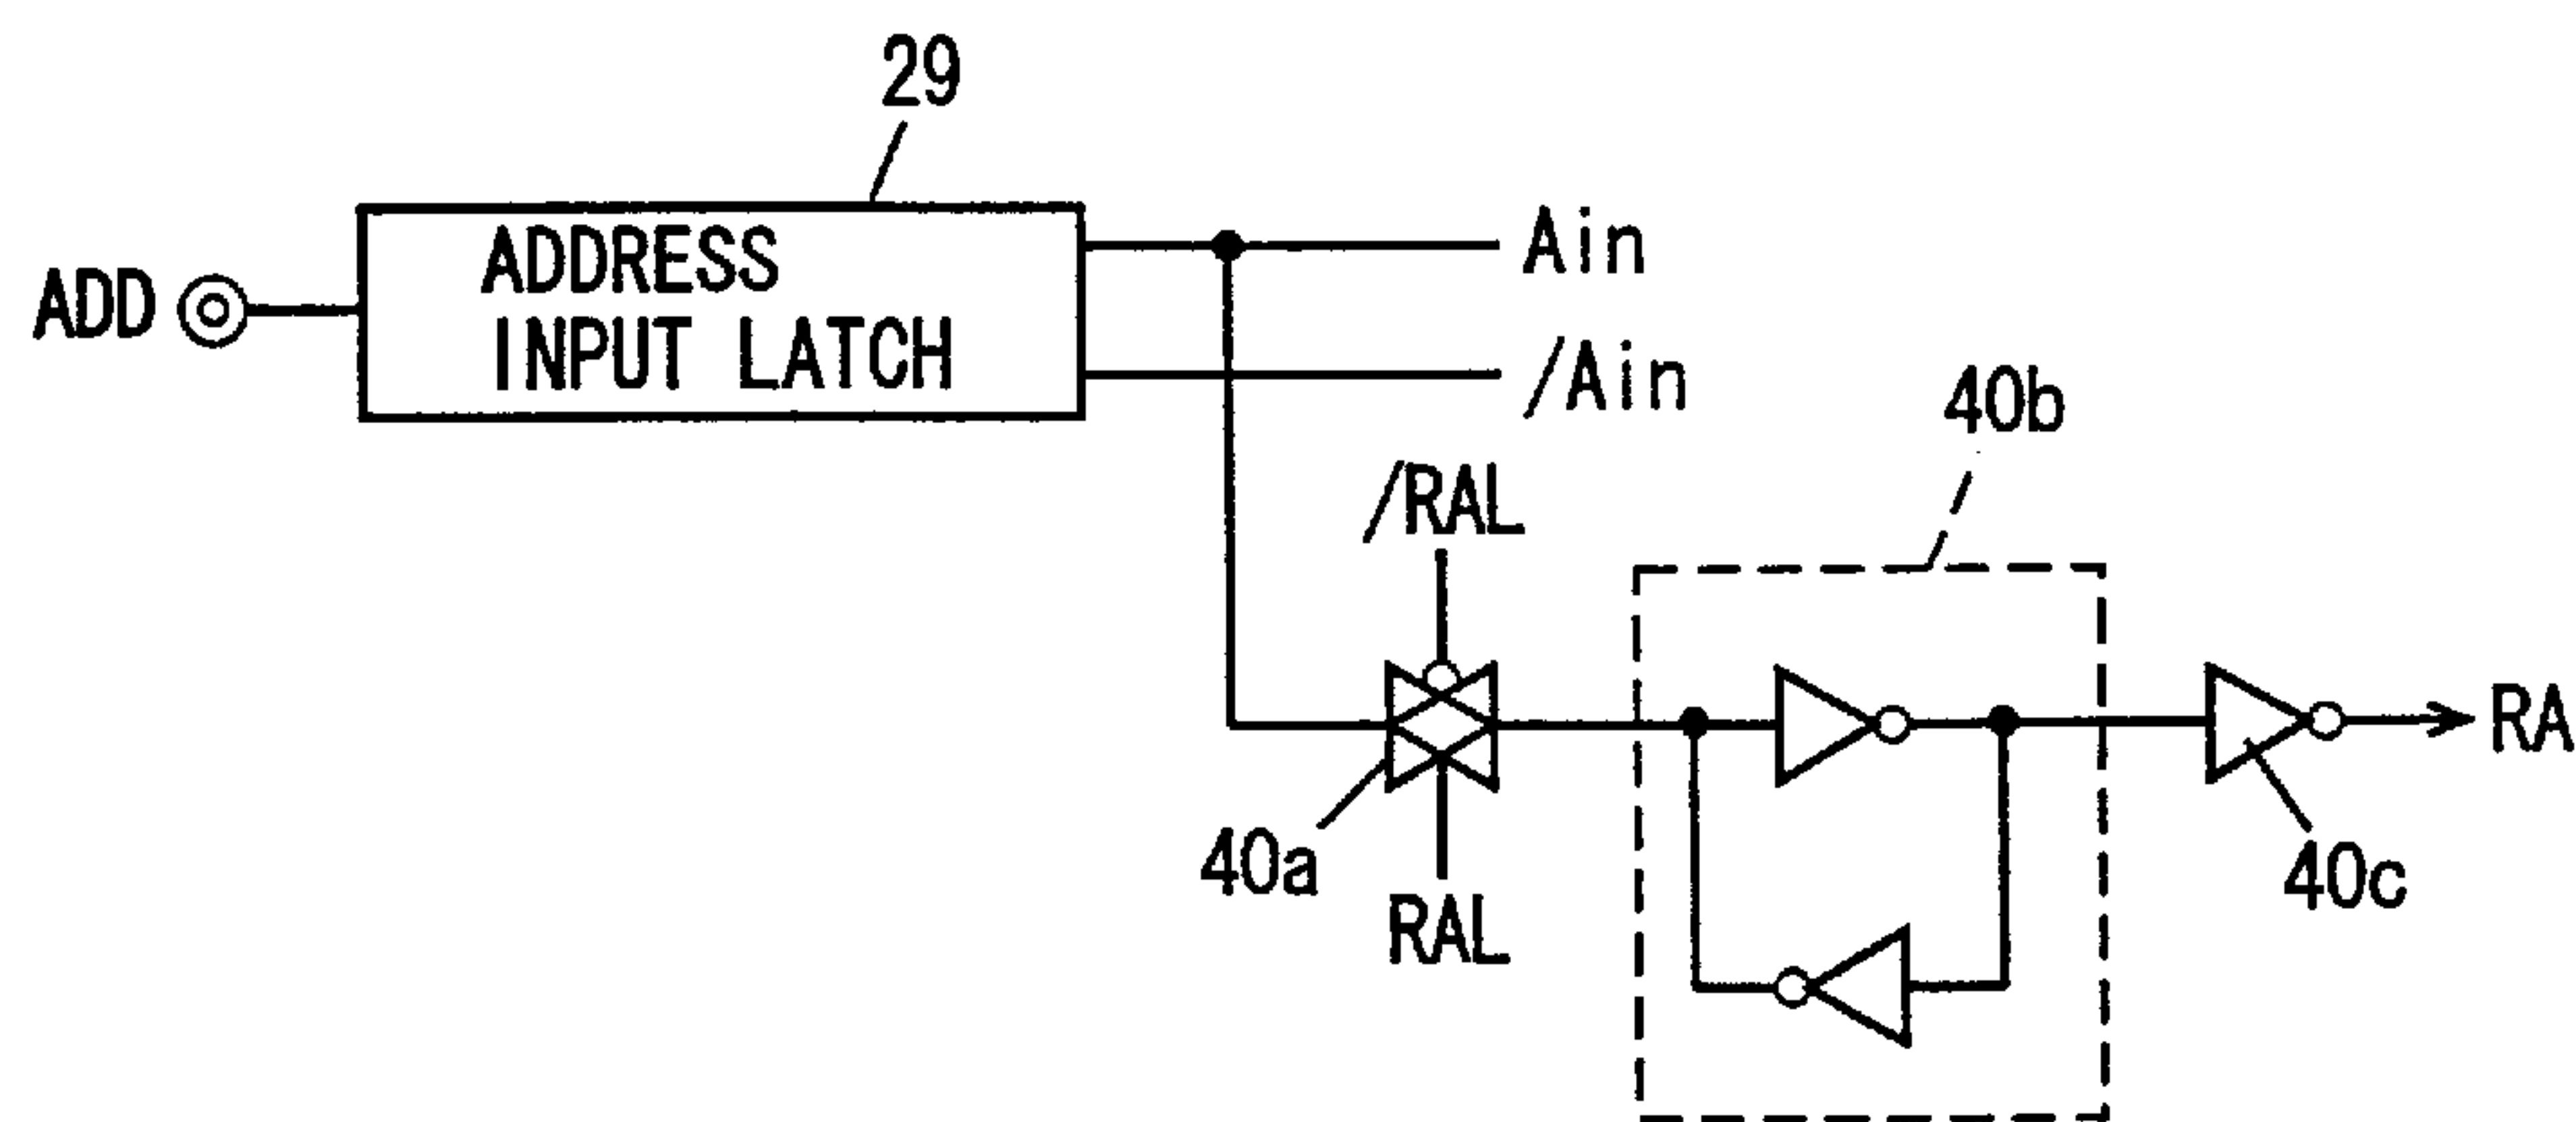 29
ADD
ADDRESS
INPUT LATCH
Ain
/Ain
40b
/RAL
40a
RAL
RA
40c